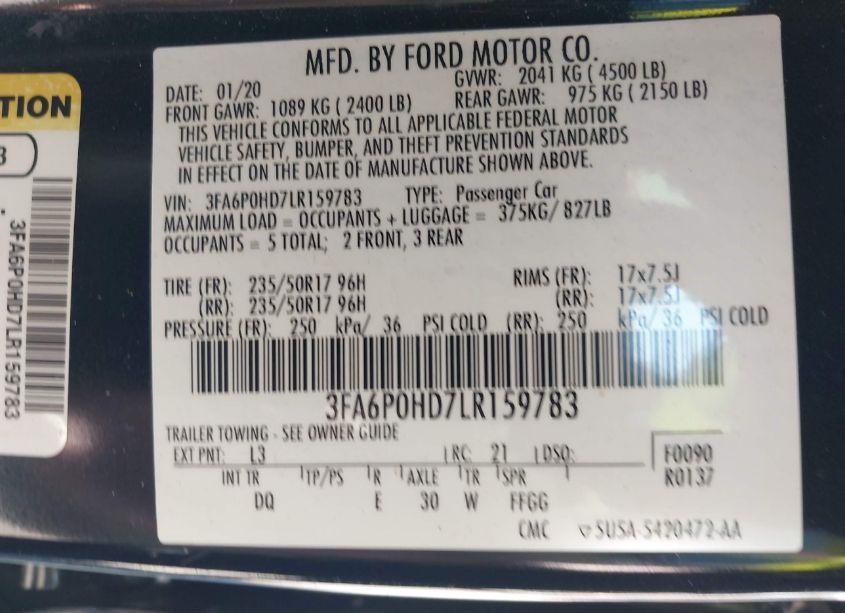 TION
3
3FA6P0HD7LR159783
MFD. BY FORD MOTOR CO.
DATE: 01/20 GVWR: 2041 KG ( 4500 LB)
FRONT GAWR: 1089 KG ( 2400 LB) REAR GAWR: 975 KG ( 2150 LB)
THIS VEHICLE CONFORMS TO ALL APPLICABLE FEDERAL MOTOR
VEHICLE SAFETY, BUMPER, AND THEFT PREVENTION STANDARDS
IN EFFECT ON THE DATE OF MANUFACTURE SHOWN ABOVE.
VIN: 3FA6P0HD7LR159783 TYPE: Passenger Car
MAXIMUM LOAD = OCCUPANTS + LUGGAGE = 375KG/ 827LB
OCCUPANTS = 5 TOTAL; 2 FRONT, 3 REAR
TIRE (FR): 235/50R17 96H RIMS (FR): 17x7.5J
(RR): 235/50R17 96H (RR): 17x7.5J
PRESSURE (FR): 250 kPa/ 36 PSI COLD (RR): 250 kPa/ 36 PSI COLD
3FA6P0HD7LR159783
TRAILER TOWING - SEE OWNER GUIDE
EXT PNT: L3 RC: 21 DSO: F0090
INT TR TP/PS R AXLE TR SPR R0137
DQ E 30 W FFGG
CMC 5U5A-5420472-AA